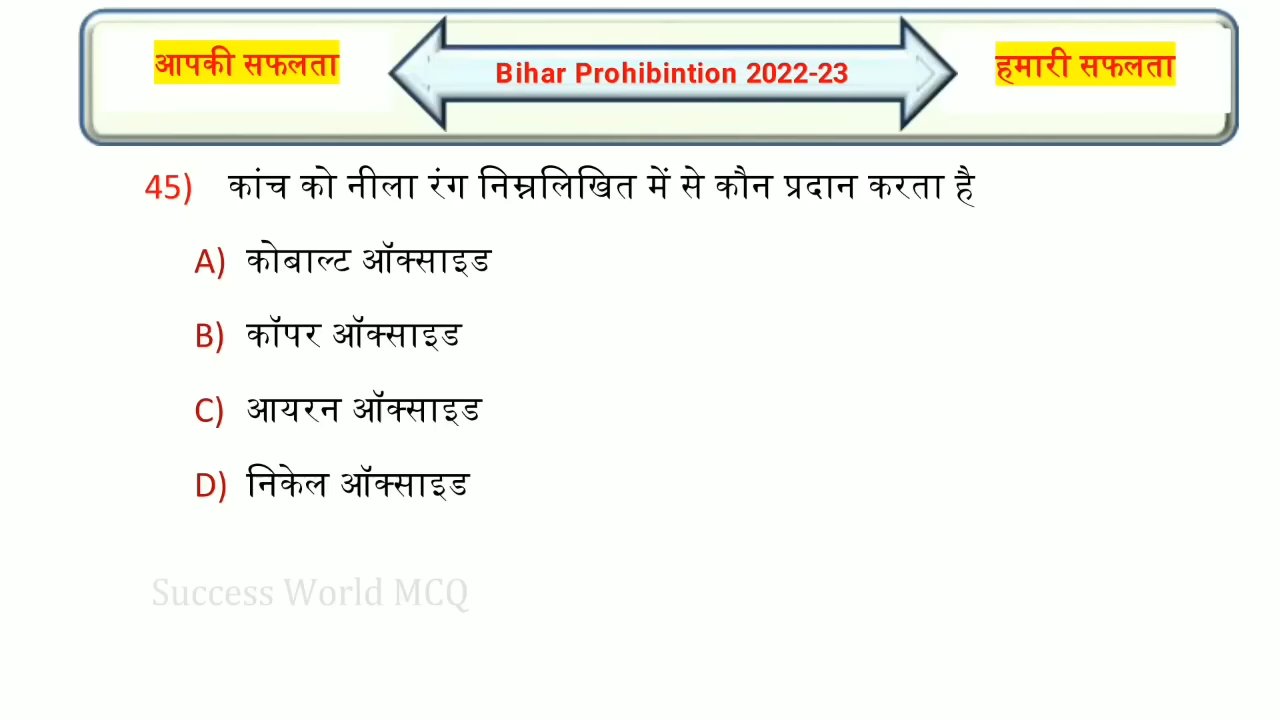 आपकी सफलता
Bihar Prohibintion 2022-23
हमारी सफलता
45) कांच को नीला रंग निम्नलिखित में से कौन प्रदान करता है
A) कोबाल्ट ऑक्साइड
B) कॉपर ऑक्साइड
C) आयरन ऑक्साइड
D) निकेल ऑक्साइड
Success World MCQ